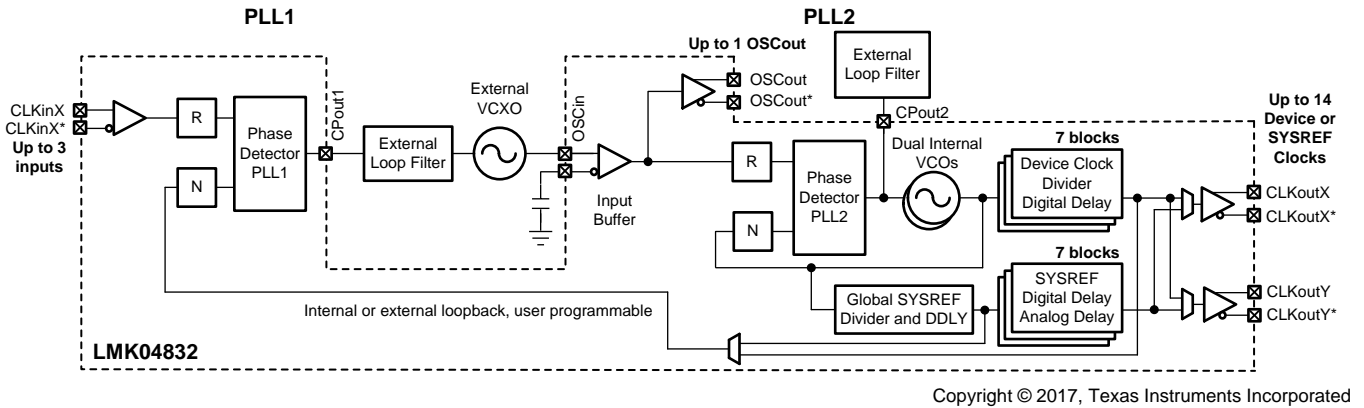 PLL1
PLL2
Up to 1 OSCout
External
Loop Filter
OSCout
OSCout*
CPout2
External
VCXO
CPout1
OSCin
CLKinX
CLKinX*
Up to 3
inputs
R
N
Phase
Detector
PLL1
External
Loop Filter
Input
Buffer
R
N
Phase
Detector
PLL2
Dual Internal
VCOs
7 blocks
Device Clock
Divider
Digital Delay
7 blocks
SYSREF
Digital Delay
Analog Delay
Global SYSREF
Divider and DDLY
Up to 14
Device or
SYSREF
Clocks
CLKoutX
CLKoutX*
CLKoutY
CLKoutY*
Internal or external loopback, user programmable
LMK04832
Copyright © 2017, Texas Instruments Incorporated